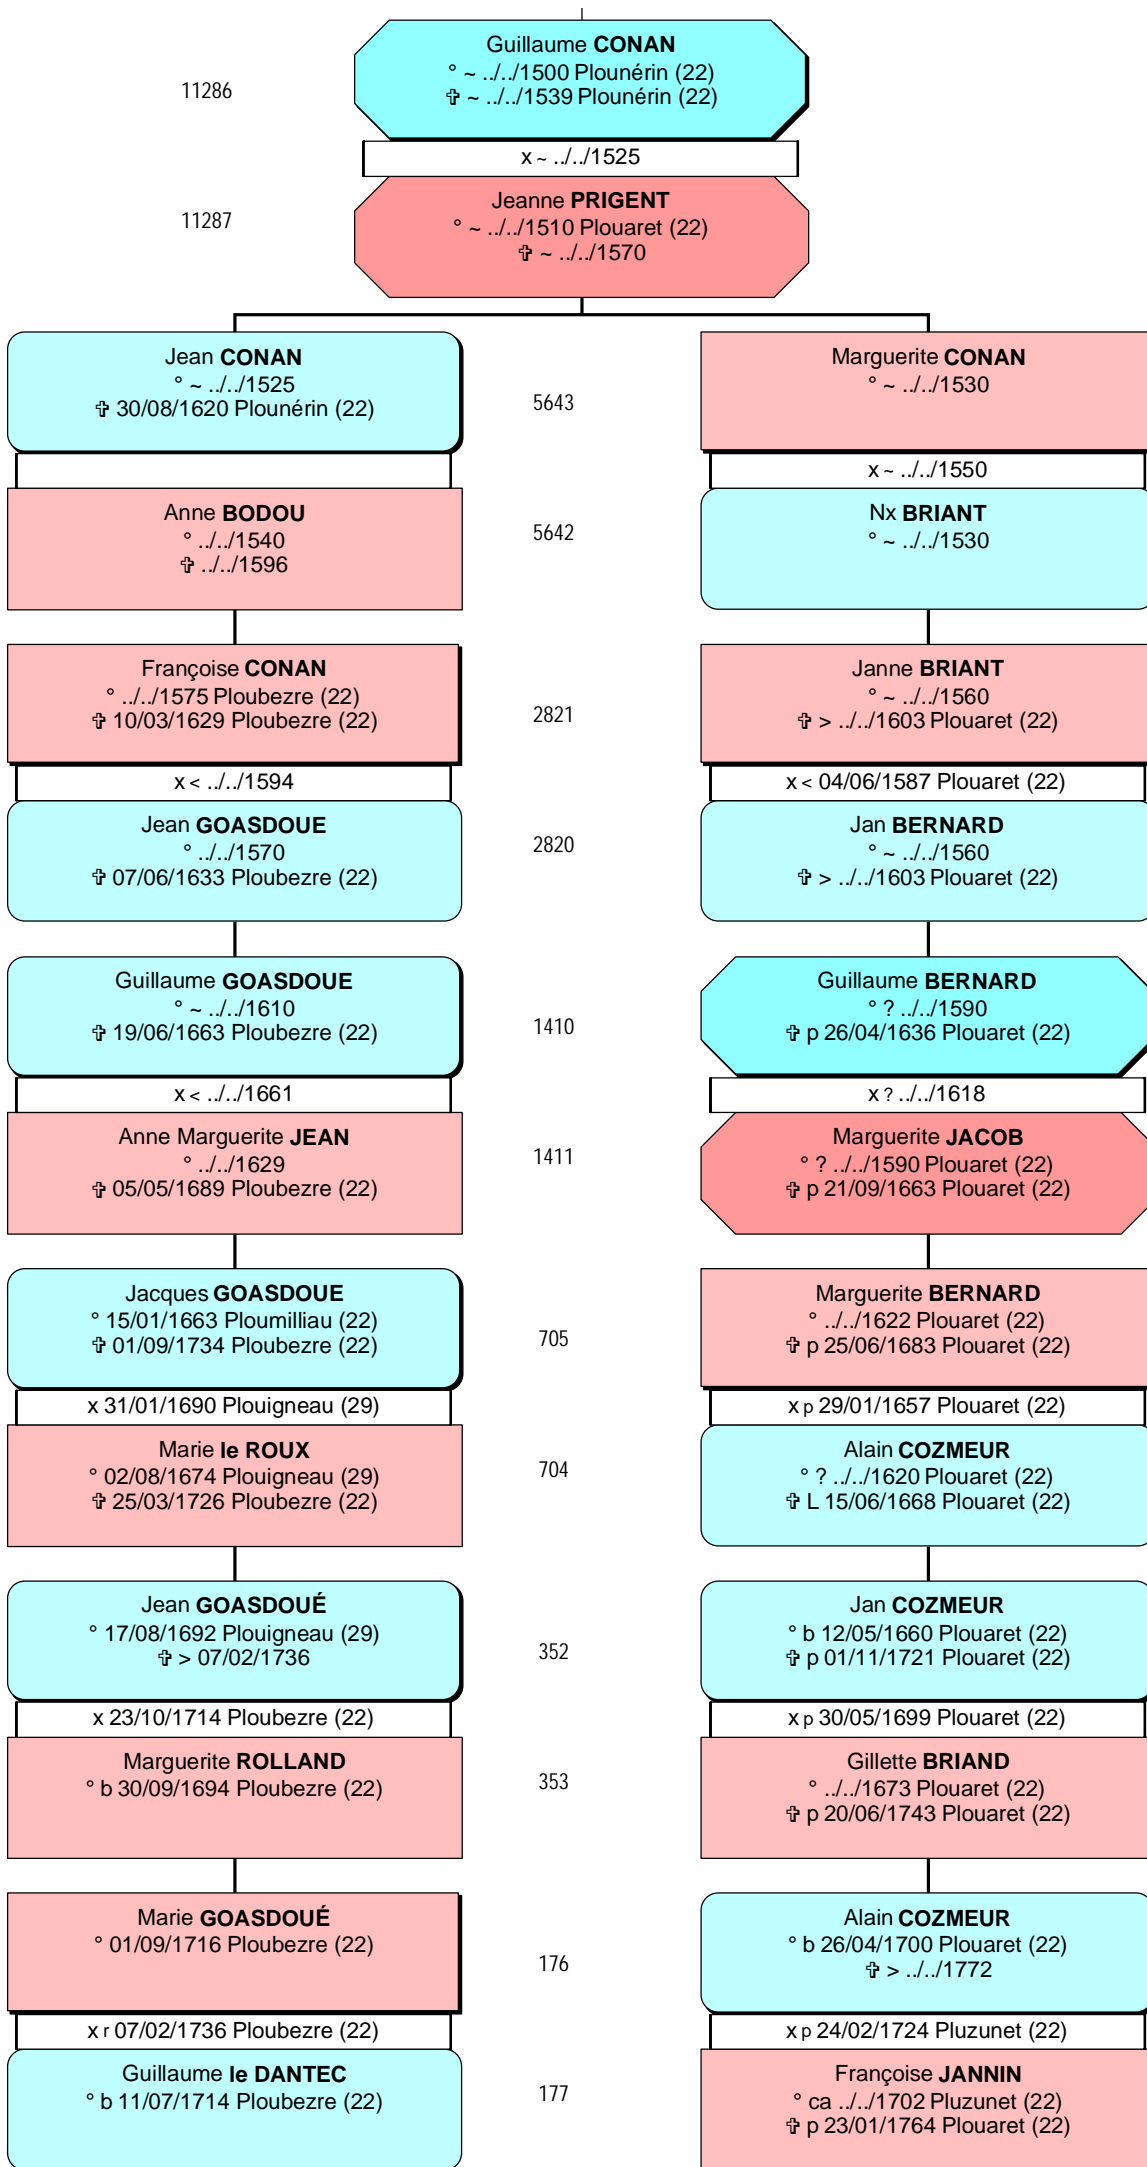 Guillaume CONAN
° ~ ../../1500 Plounérin (22)
✞ ~ ../../1539 Plounérin (22)
11286
x ~ ../../1525
Jeanne PRIGENT
° ~ ../../1510 Plouaret (22)
✞ ~ ../../1570
11287
Jean CONAN
° ~ ../../1525
✞ 30/08/1620 Plounérin (22)
5643
Marguerite CONAN
° ~ ../../1530
x ~ ../../1550
Anne BODOU
° ../../1540
✞ ../../1596
5642
Nx BRIANT
° ~ ../../1530
Françoise CONAN
° ../../1575 Ploubezre (22)
✞ 10/03/1629 Ploubezre (22)
2821
Janne BRIANT
° ~ ../../1560
✞ > ../../1603 Plouaret (22)
x < ../../1594
x < 04/06/1587 Plouaret (22)
Jean GOASDOUE
° ../../1570
✞ 07/06/1633 Ploubezre (22)
2820
Jan BERNARD
° ~ ../../1560
✞ > ../../1603 Plouaret (22)
Guillaume GOASDOUE
° ~ ../../1610
✞ 19/06/1663 Ploubezre (22)
1410
Guillaume BERNARD
° ? ../../1590
✞ p 26/04/1636 Plouaret (22)
x < ../../1661
x ? ../../1618
Anne Marguerite JEAN
° ../../1629
✞ 05/05/1689 Ploubezre (22)
1411
Marguerite JACOB
° ? ../../1590 Plouaret (22)
✞ p 21/09/1663 Plouaret (22)
Jacques GOASDOUE
° 15/01/1663 Ploumilliau (22)
✞ 01/09/1734 Ploubezre (22)
705
Marguerite BERNARD
° ../../1622 Plouaret (22)
✞ p 25/06/1683 Plouaret (22)
x 31/01/1690 Plouigneau (29)
x p 29/01/1657 Plouaret (22)
Marie le ROUX
° 02/08/1674 Plouigneau (29)
✞ 25/03/1726 Ploubezre (22)
704
Alain COZMEUR
° ? ../../1620 Plouaret (22)
✞ L 15/06/1668 Plouaret (22)
Jean GOASDOUÉ
° 17/08/1692 Plouigneau (29)
✞ > 07/02/1736
352
Jan COZMEUR
° b 12/05/1660 Plouaret (22)
✞ p 01/11/1721 Plouaret (22)
x 23/10/1714 Ploubezre (22)
x p 30/05/1699 Plouaret (22)
Marguerite ROLLAND
° b 30/09/1694 Ploubezre (22)
353
Gillette BRIAND
° ../../1673 Plouaret (22)
✞ p 20/06/1743 Plouaret (22)
Marie GOASDOUÉ
° 01/09/1716 Ploubezre (22)
176
Alain COZMEUR
° b 26/04/1700 Plouaret (22)
✞ > ../../1772
x r 07/02/1736 Ploubezre (22)
x p 24/02/1724 Pluzunet (22)
Guillaume le DANTEC
° b 11/07/1714 Ploubezre (22)
177
Françoise JANNIN
° ca ../../1702 Pluzunet (22)
✞ p 23/01/1764 Plouaret (22)